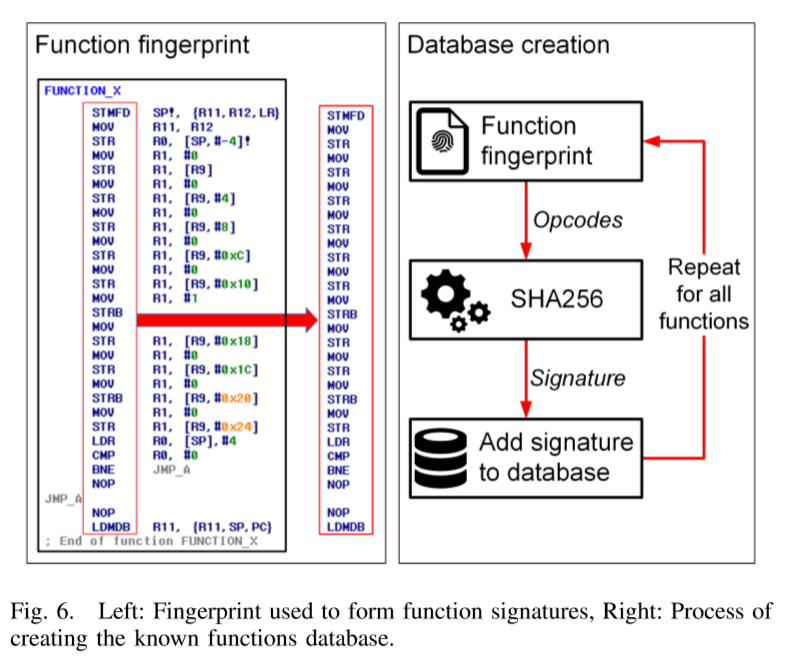 Function fingerprint
FUNCTION_X
STMFD SP!, {R11,R12,LR}
MOV R11, R12
STR R0, [SP,#-4]!
MOV R1, #0
STR R1, [R9]
MOV R1, #0
STR R1, [R9,#4]
MOV R1, #0
STR R1, [R9,#8]
MOV R1, #0
STR R1, [R9,#0xC]
MOV R1, #0
STR R1, [R9,#0x10]
MOV R1, #1
STRB
MOV
STR R1, [R9,#0x18]
MOV R1, #0
STR R1, [R9,#0x1C]
MOV R1, #0
STRB R1, [R9,#0x20]
MOV R1, #0
STR R1, [R9,#0x24]
LDR R0, [SP],#4
CMP R0, #0
BNE JMP_A
NOP
JMP_A
NOP
LDMDB R11, {R11,SP,PC}
; End of function FUNCTION_X
STMFD
MOV
STR
MOV
STR
MOV
STR
MOV
STR
MOV
STR
MOV
STR
MOV
STRB
MOV
STR
MOV
STR
MOV
STRB
MOV
STR
LDR
CMP
BNE
NOP
NOP
LDMDB
Database creation
Function
fingerprint
Opcodes
SHA256
Signature
Add signature
to database
Repeat
for all
functions
Fig. 6. Left: Fingerprint used to form function signatures, Right: Process of
creating the known functions database.